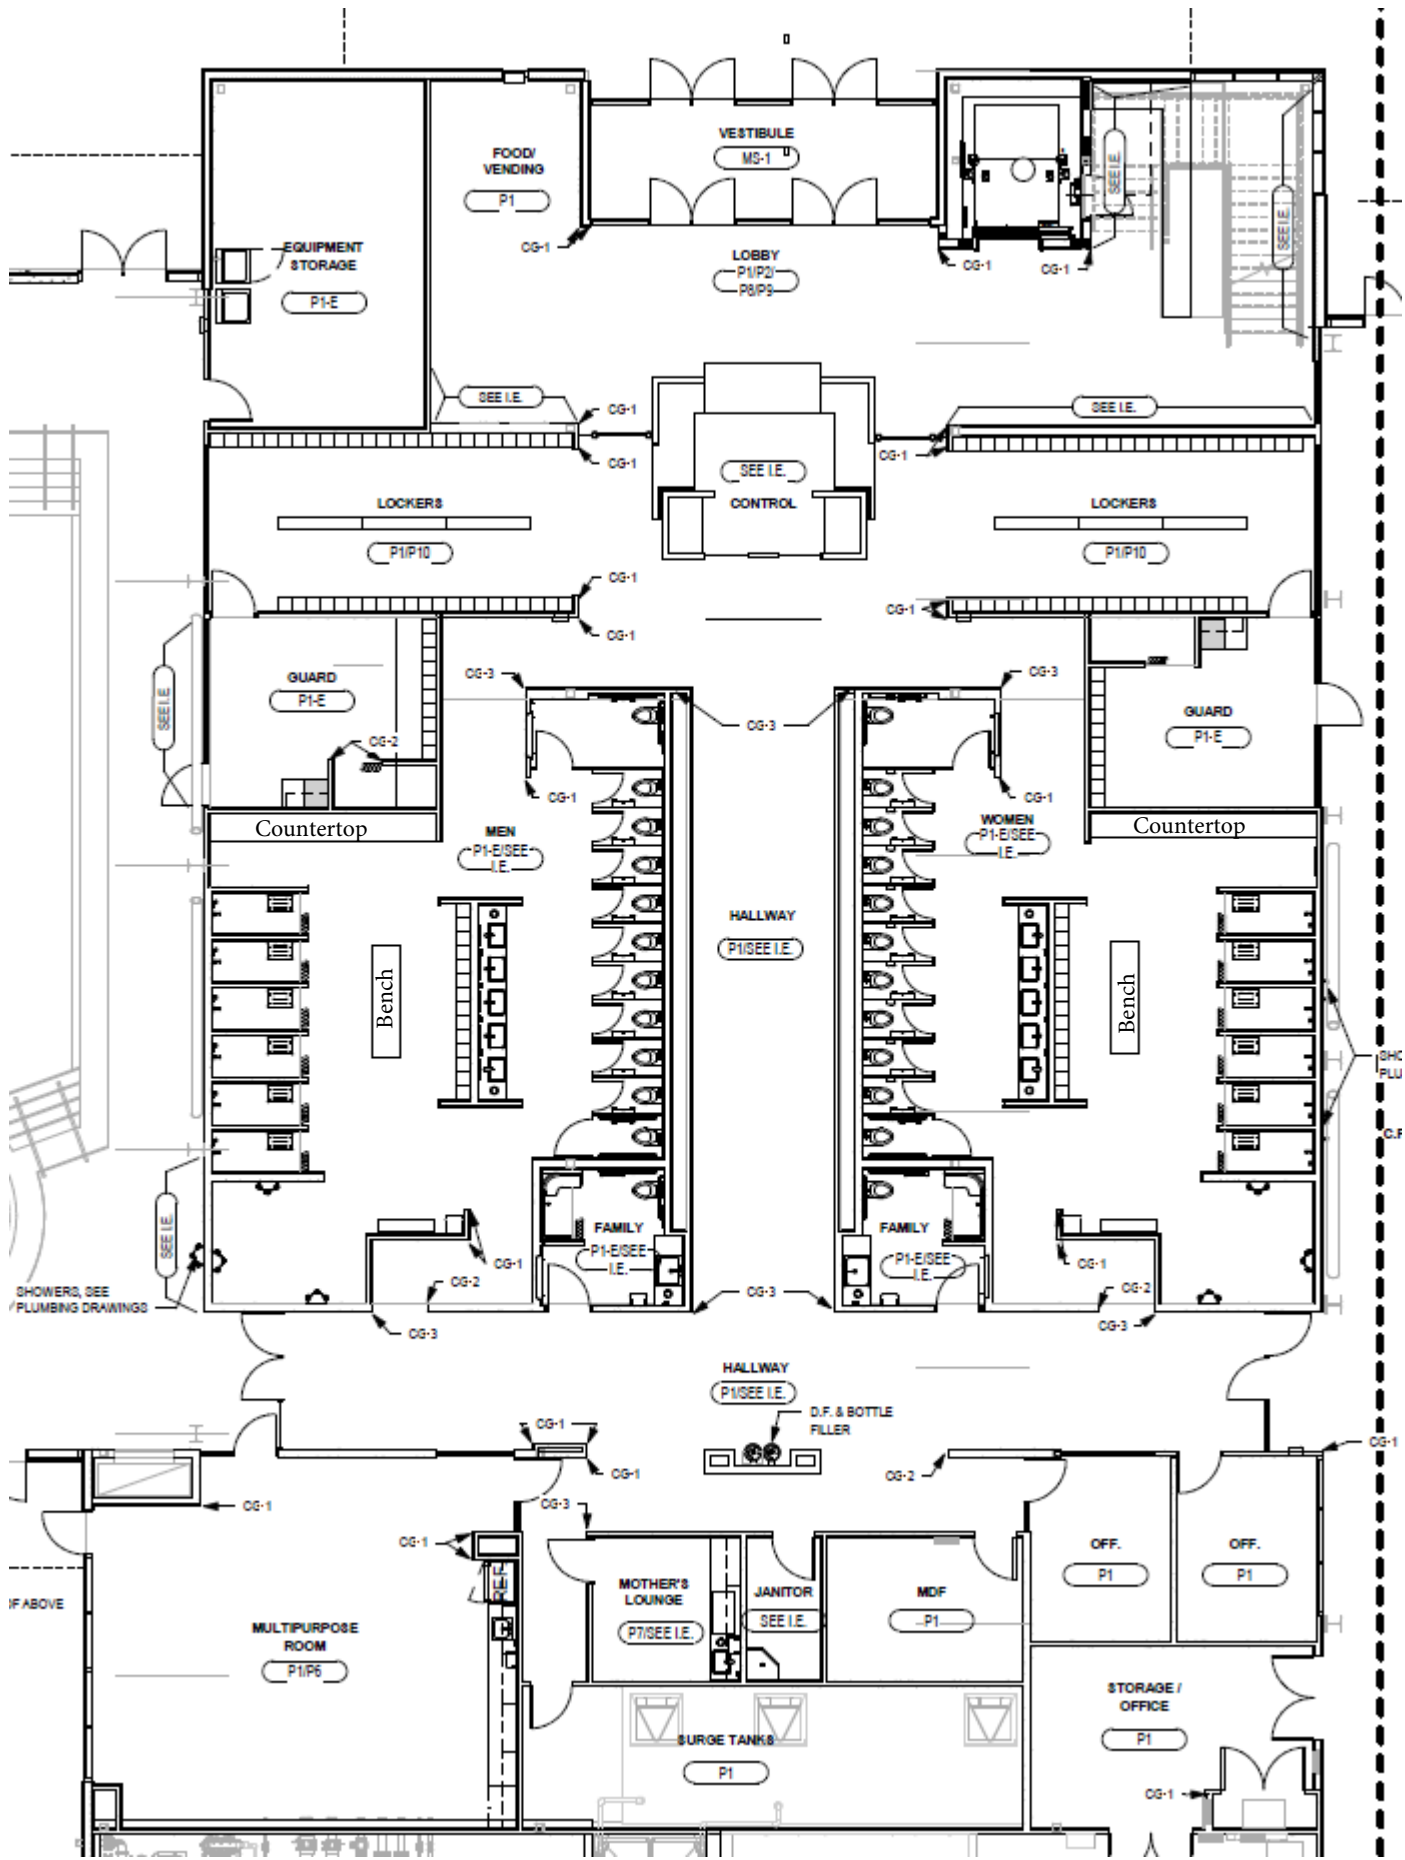 VESTIBULE
MS-1
FOOD/
VENDING
P1
SEE I.E.
SEE I.E.
CG-1
EQUIPMENT
STORAGE
P1-E
LOBBY
P1/P2/
P8/P9
CG-1
CG-1
SEE I.E.
CG-1
SEE I.E.
CG-1
CG-1
SEE I.E.
CONTROL
LOCKERS
P1/P10
LOCKERS
P1/P10
CG-1
CG-1
CG-1
GUARD
P1-E
SEE I.E.
CG-3
CG-3
CG-3
GUARD
P1-E
CG-2
CG-1
CG-1
Countertop
MEN
P1-E/SEE
I.E.
WOMEN
P1-E/SEE
I.E.
Countertop
HALLWAY
P1/SEE I.E.
Bench
Bench
SHO
PLU
C.F
SEE I.E.
FAMILY
P1-E/SEE
I.E.
FAMILY
P1-E/SEE
I.E.
CG-1
CG-1
CG-2
CG-3
CG-2
SHOWERS, SEE
PLUMBING DRAWINGS
CG-3
CG-3
HALLWAY
P1/SEE I.E.
D.F. & BOTTLE
FILLER
CG-1
CG-1
CG-1
CG-2
CG-1
CG-3
CG-1
REF.
OFF.
P1
OFF.
P1
MOTHER'S
LOUNGE
P7/SEE I.E.
JANITOR
SEE I.E.
MDF
P1
OF ABOVE
MULTIPURPOSE
ROOM
P1/P6
STORAGE /
OFFICE
P1
SURGE TANKS
P1
CG-1